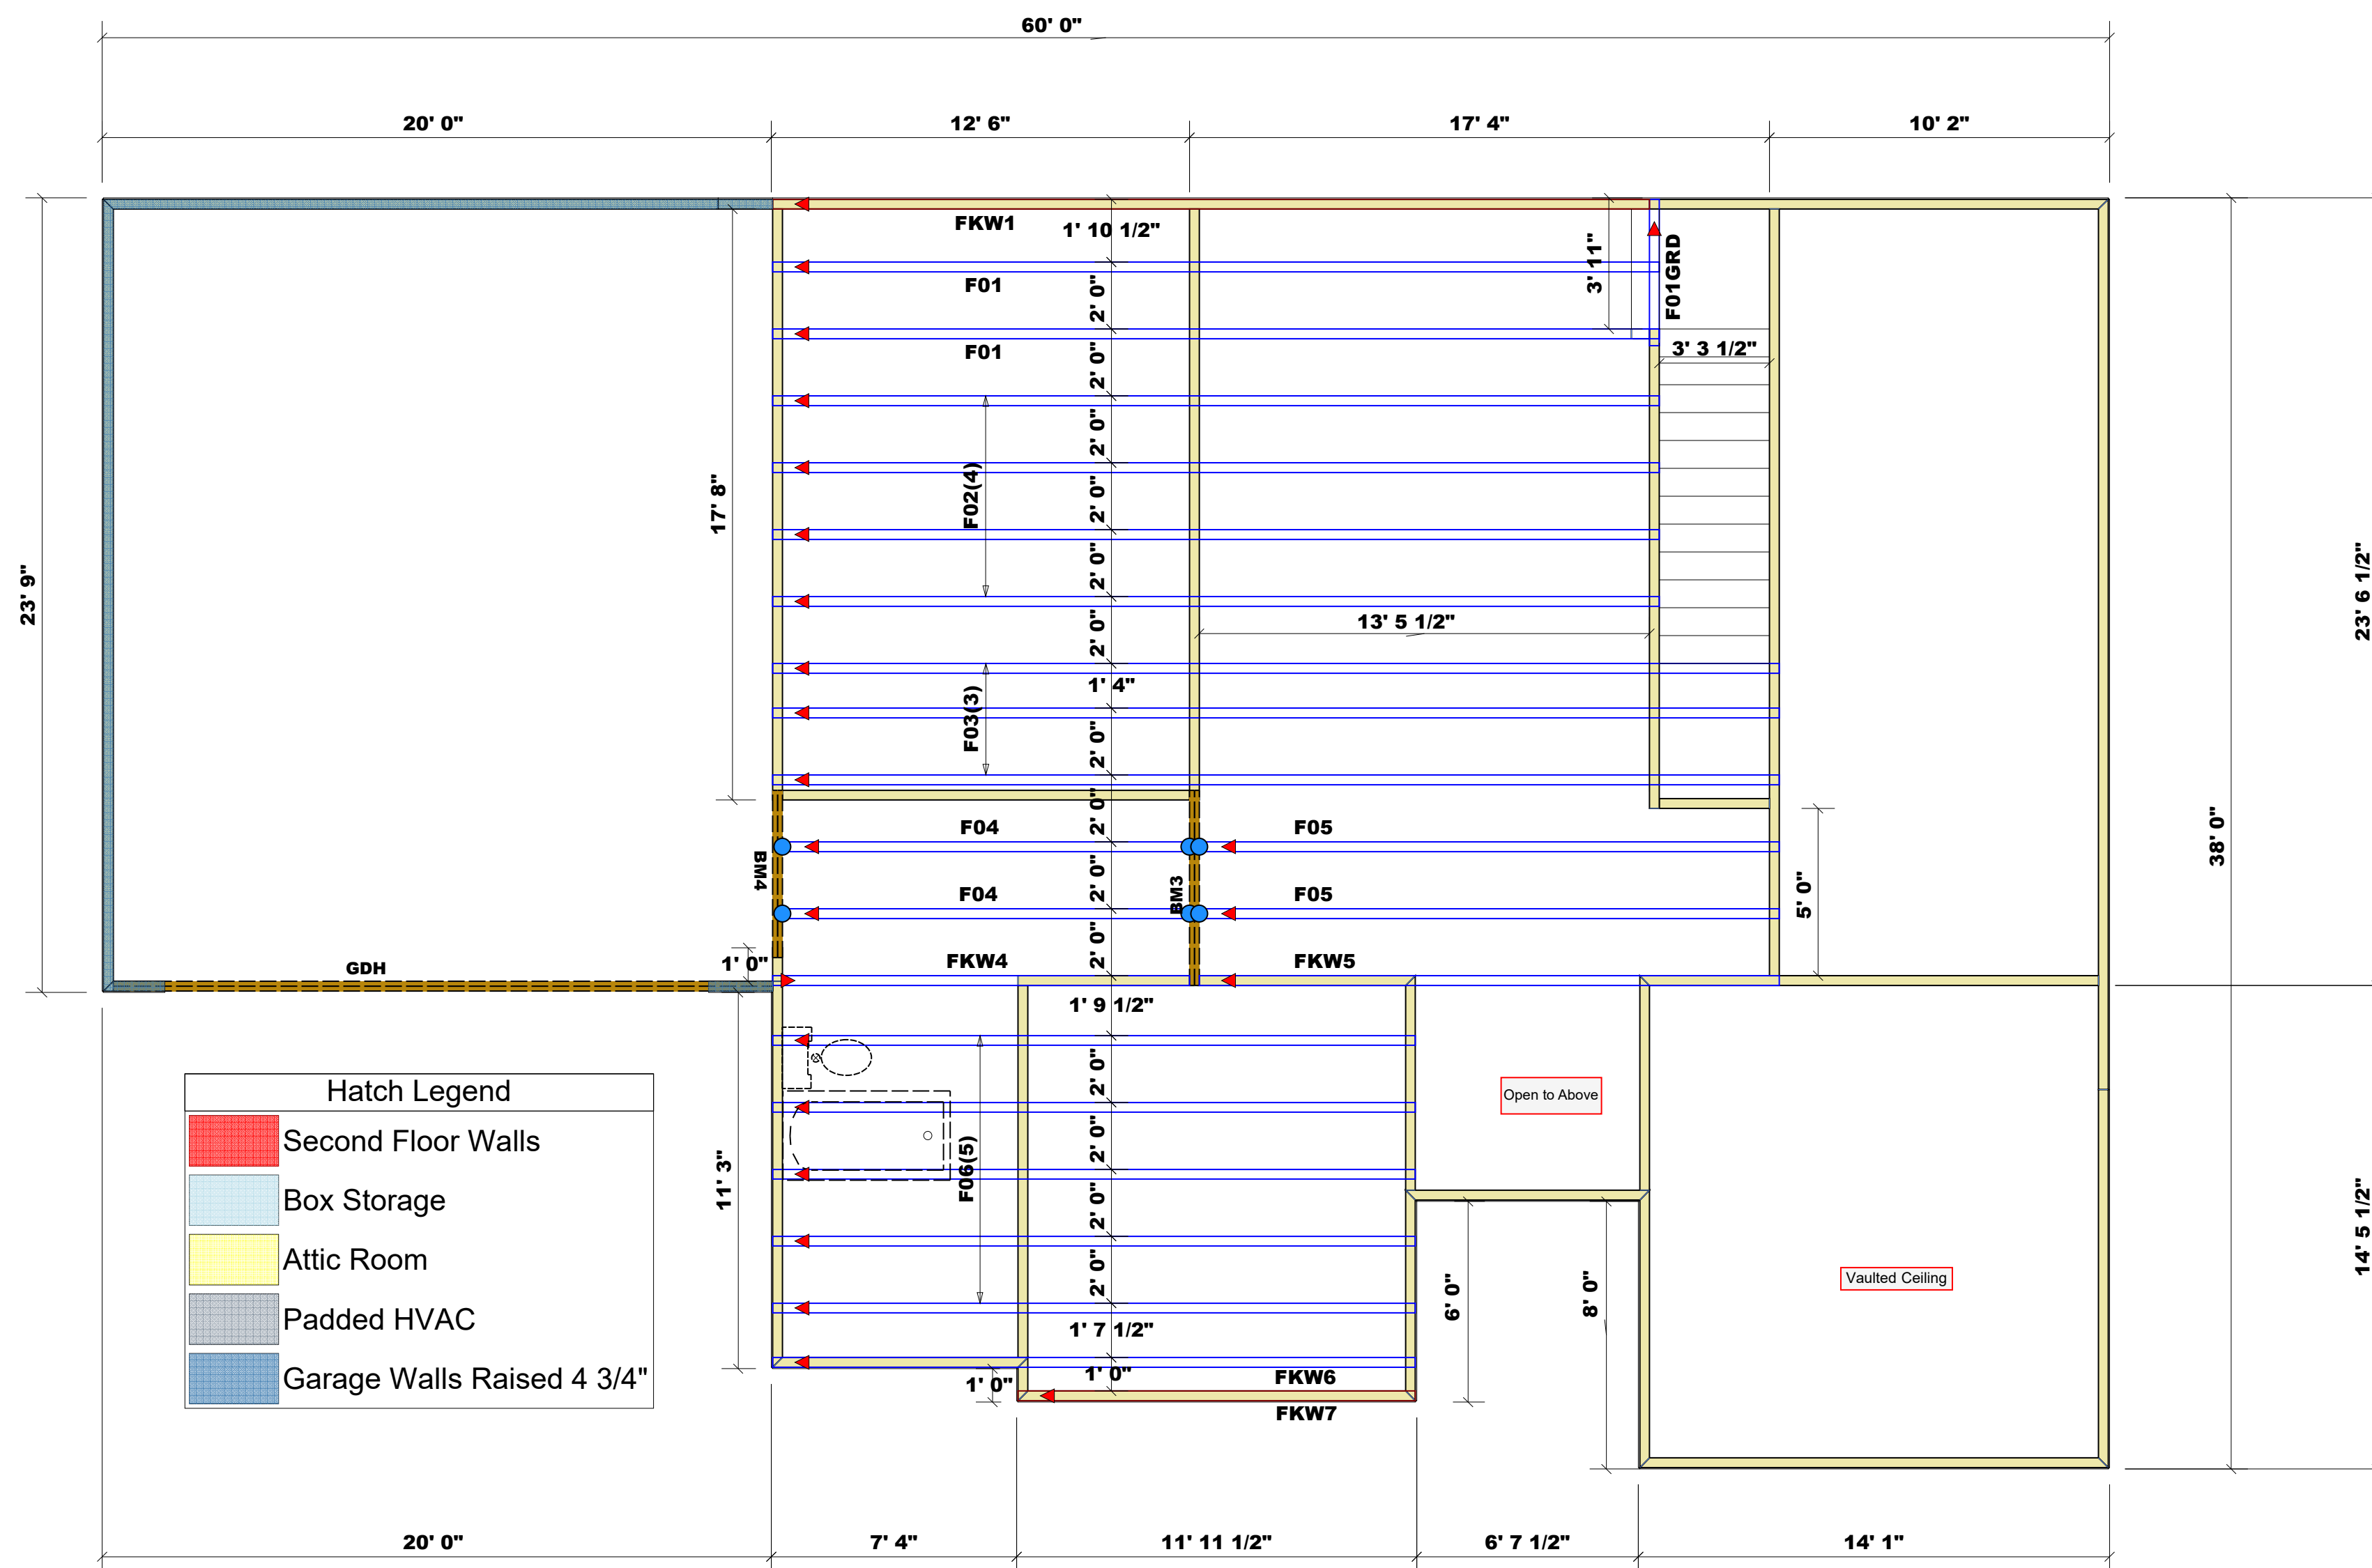 60' 0"
20' 0"
12' 6"
17' 4"
10' 2"
FKW1
1' 10 1/2"
3' 11"
F01GRD
F01
2' 0"
F01
3' 3 1/2"
2' 0"
2' 0"
17' 8"
F02(4)
2' 0"
23' 9"
2' 0"
23' 6 1/2"
2' 0"
13' 5 1/2"
1' 4"
F03(3)
2' 0"
2' 0"
F04
F05
38' 0"
BM4
BM3
2' 0"
F04
F05
5' 0"
2' 0"
GDH
1' 0"
FKW4
FKW5
1' 9 1/2"
2' 0"
Open to Above
Hatch Legend
Second Floor Walls
Box Storage
Attic Room
Padded HVAC
Garage Walls Raised 4 3/4"
11' 3"
F06(5)
2' 0"
2' 0"
2' 0"
14' 5 1/2"
6' 0"
8' 0"
Vaulted Ceiling
1' 7 1/2"
1' 0"
1' 0"
FKW6
FKW7
20' 0"
7' 4"
11' 11 1/2"
6' 7 1/2"
14' 1"